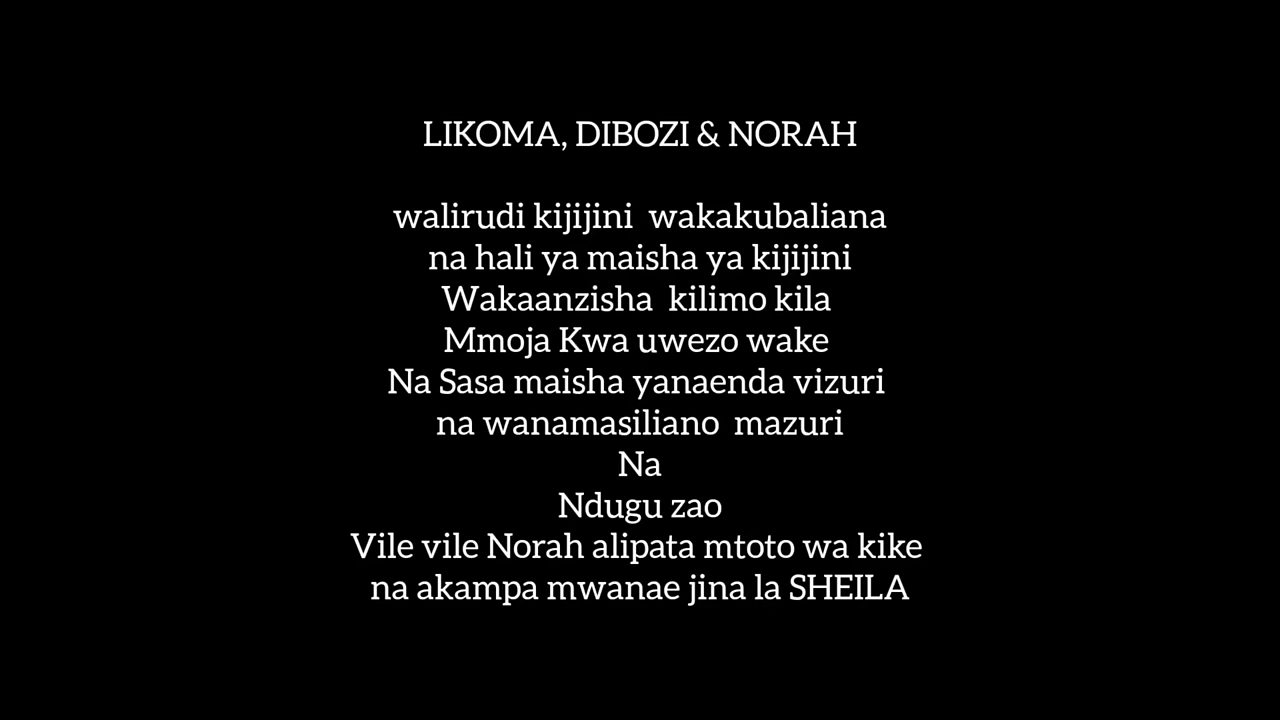 LIKOMA, DIBOZI & NORAH
walirudi kijijini wakakubaliana
na hali ya maisha ya kijijini
Wakaanzisha kilimo kila
Mmoja Kwa uwezo wake
Na Sasa maisha yanaenda vizuri
na wanamasiliano mazuri
Na
Ndugu zao
Vile vile Norah alipata mtoto wa kike
na akampa mwanae jina la SHEILA